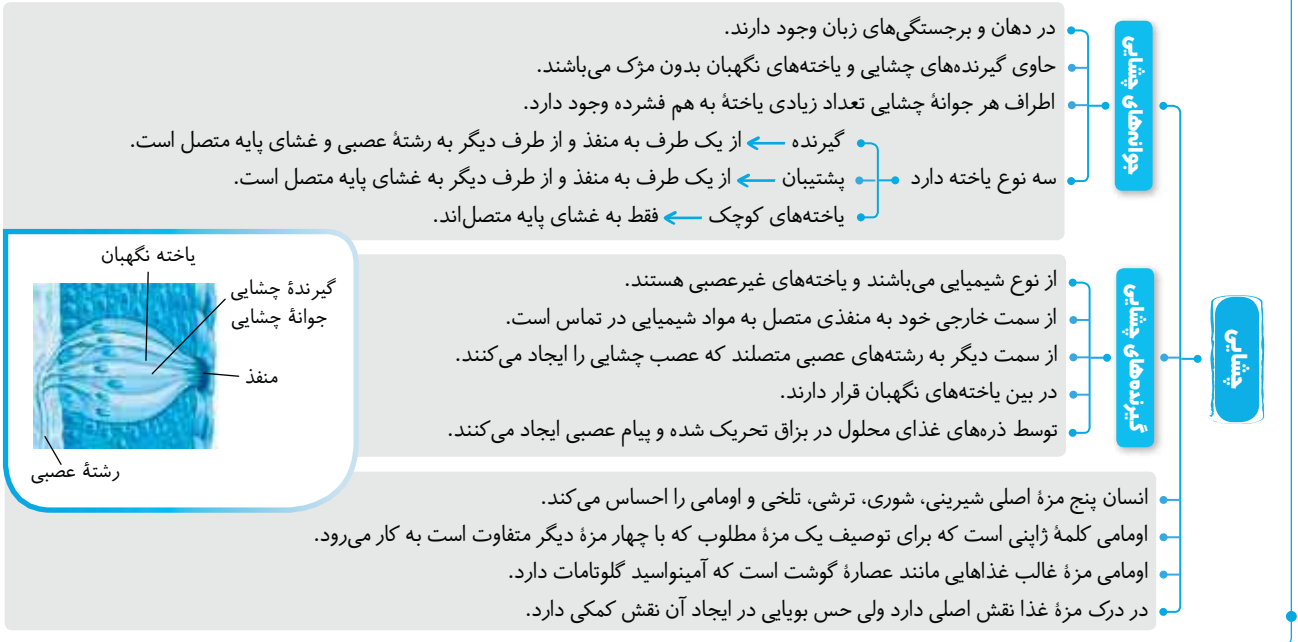 چشایی
جوانه‌های چشایی
در دهان و برجستگی‌های زبان وجود دارند.
حاوی گیرنده‌های چشایی و یاخته‌های نگهبان بدون مژک می‌باشند.
اطراف هر جوانهٔ چشایی تعداد زیادی یاختهٔ به هم فشرده وجود دارد.
سه نوع یاخته دارد
گیرنده ← از یک طرف به منفذ و از طرف دیگر به رشتهٔ عصبی و غشای پایه متصل است.
پشتیبان ← از یک طرف به منفذ و از طرف دیگر به غشای پایه متصل است.
یاخته‌های کوچک ← فقط به غشای پایه متصل‌اند.
گیرنده‌های چشایی
از نوع شیمیایی می‌باشند و یاخته‌های غیرعصبی هستند.
از سمت خارجی خود به منفذی متصل به مواد شیمیایی در تماس است.
از سمت دیگر به رشته‌های عصبی متصلند که عصب چشایی را ایجاد می‌کنند.
در بین یاخته‌های نگهبان قرار دارند.
توسط ذره‌های غذای محلول در بزاق تحریک شده و پیام عصبی ایجاد می‌کنند.
یاخته نگهبان
گیرندهٔ چشایی
جوانهٔ چشایی
منفذ
رشتهٔ عصبی
انسان پنج مزهٔ اصلی شیرینی، شوری، ترشی، تلخی و اومامی را احساس می‌کند.
اومامی کلمهٔ ژاپنی است که برای توصیف یک مزهٔ مطلوب که با چهار مزهٔ دیگر متفاوت است به کار می‌رود.
اومامی مزهٔ غالب غذاهایی مانند عصارهٔ گوشت است که آمینواسید گلوتامات دارد.
در درک مزهٔ غذا نقش اصلی دارد ولی حس بویایی در ایجاد آن نقش کمکی دارد.